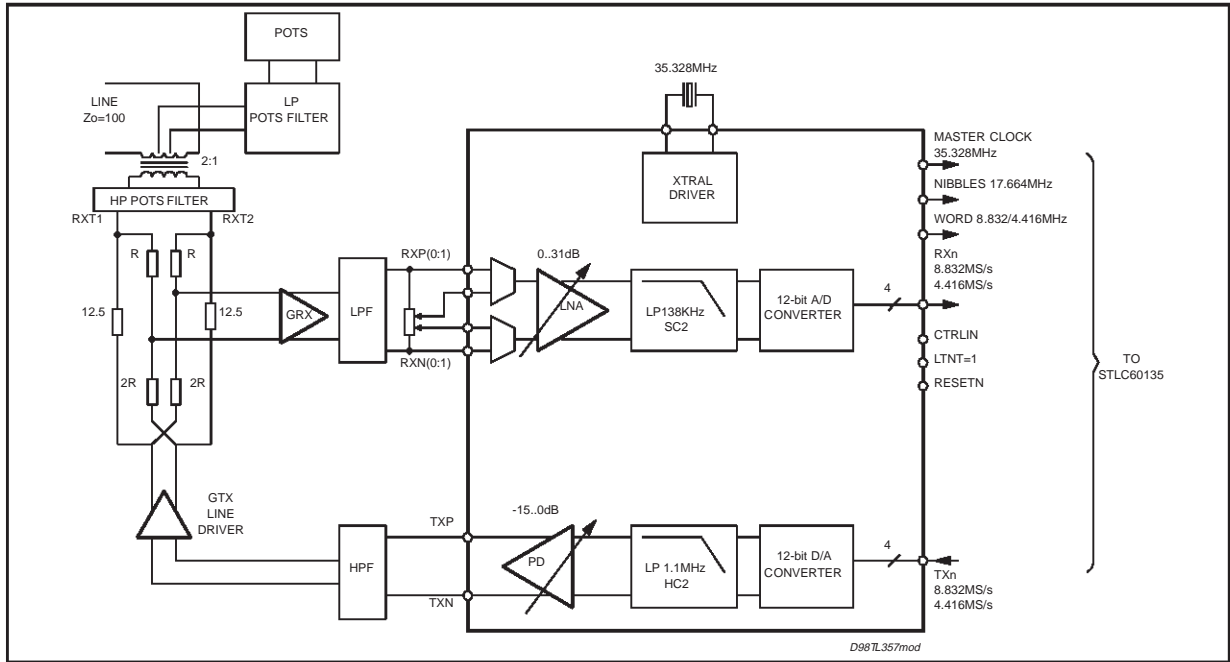 POTS
35.328MHz
LINE
Zo=100
LP
POTS FILTER
2:1
HP POTS FILTER
RXT1
RXT2
XTRAL
DRIVER
MASTER CLOCK
35.328MHz
NIBBLES 17.664MHz
WORD 8.832/4.416MHz
R
R
RXP(0:1)
0..31dB
RXn
8.832MS/s
4.416MS/s
12.5
12.5
GRX
LPF
LNA
LP138KHz
SC2
12-bit A/D
CONVERTER
4
CTRLIN
LTNT=1
RESETN
TO
STLC60135
RXN(0:1)
2R
2R
GTX
LINE
DRIVER
HPF
TXP
TXN
-15..0dB
PD
LP 1.1MHz
HC2
12-bit D/A
CONVERTER
4
TXn
8.832MS/s
4.416MS/s
D98TL357mod